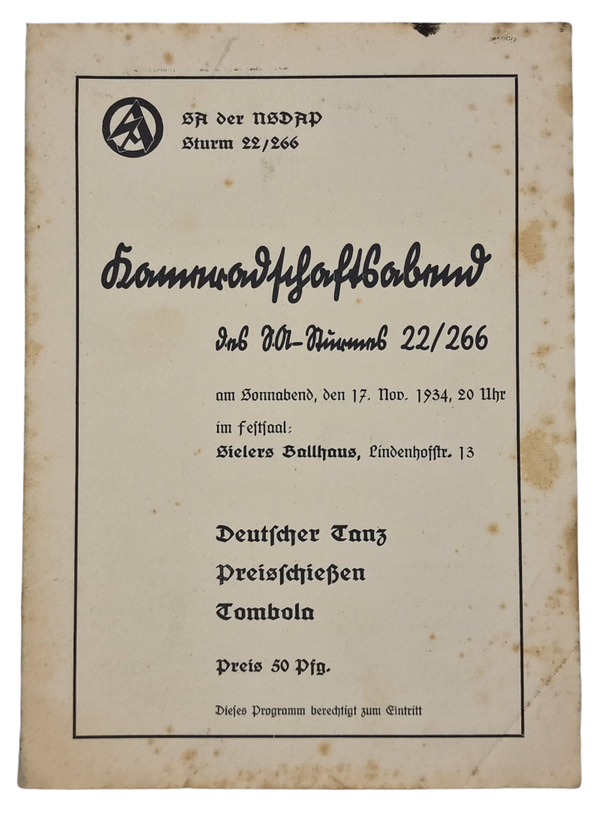 SA der NSDAP
Sturm 22/266
Kameradschaftsabend
des SA-Sturmes 22/266
am Sonnabend, den 17. Nov. 1934, 20 Uhr
im Festsaal:
Sielers Ballhaus, Lindenhofstr. 13
Deutscher Tanz
Preisschießen
Tombola
Preis 50 Pfg.
Dieses Programm berechtigt zum Eintritt